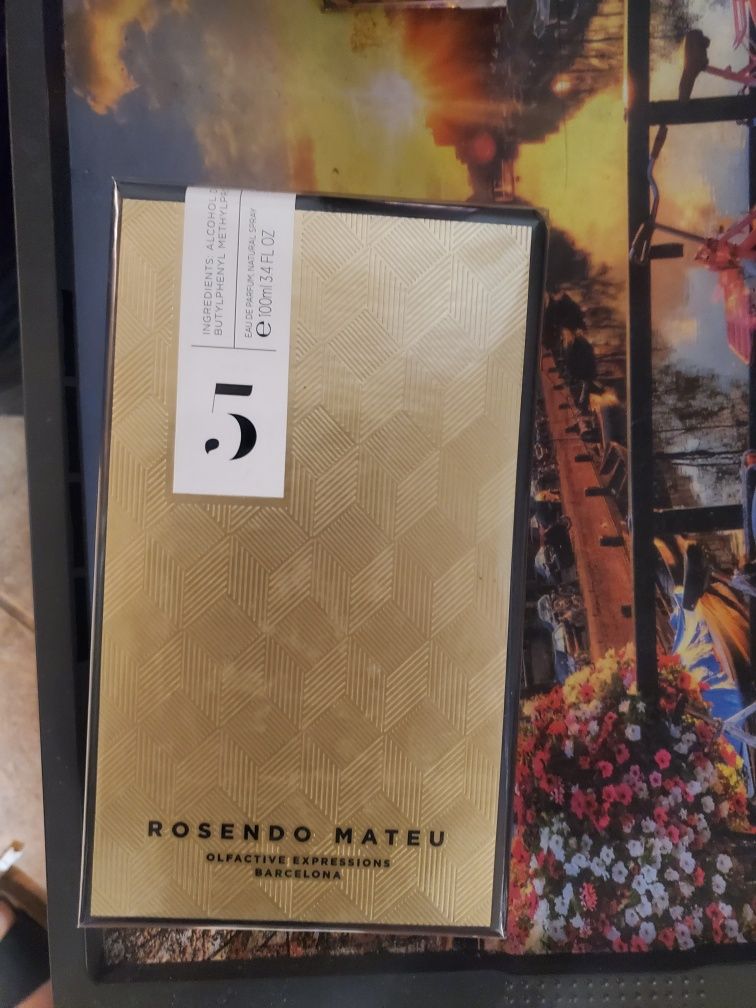 INGREDIENTS: ALCOHOL
BUTYLPHENYL
EAU DE PARFUM NATURAL SPRAY
e 100ml 3.4 FL OZ
5
ROSENDO MATEU
OLFACTIVE EXPRESSIONS
BARCELONA